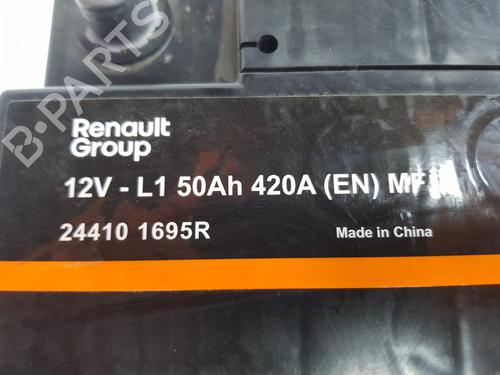 B-PARTS
Renault
Group
12V - L1 50Ah 420A (EN) MF
24410 1695R
Made in China